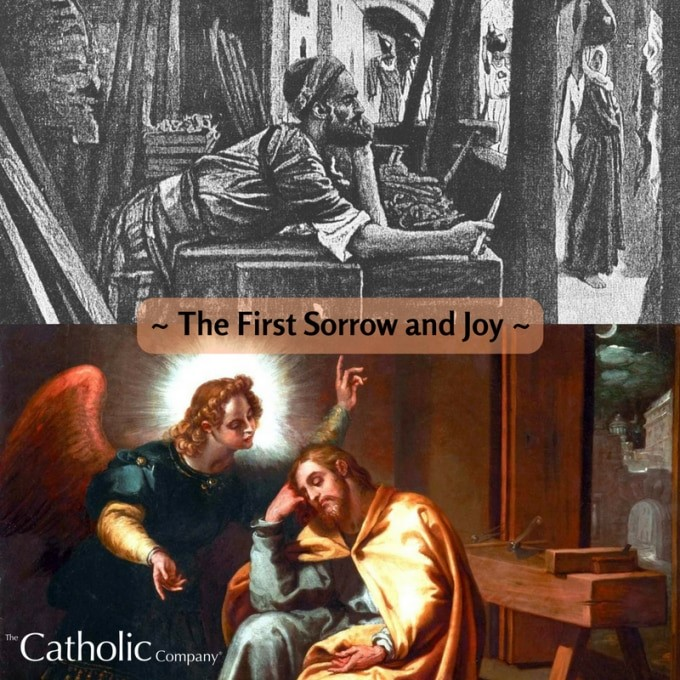 ~ The First Sorrow and Joy ~
The Catholic Company®